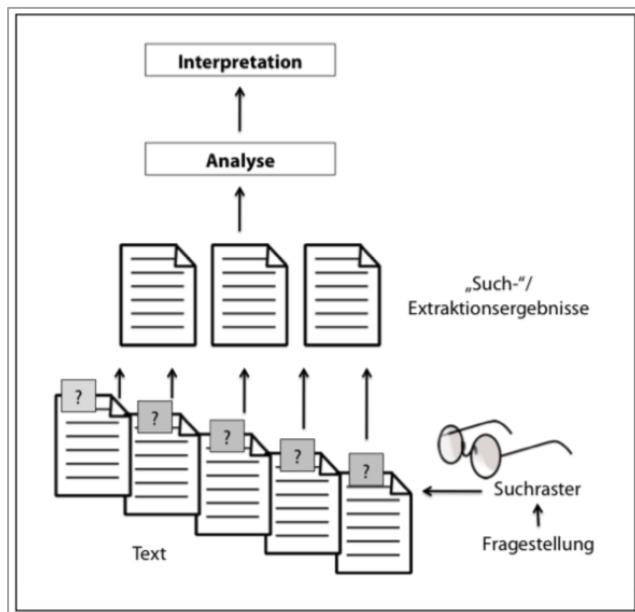 Interpretation
Analyse
„Such-“/
Extraktionsergebnisse
?
?
?
?
?
Suchraster
Text
Fragestellung